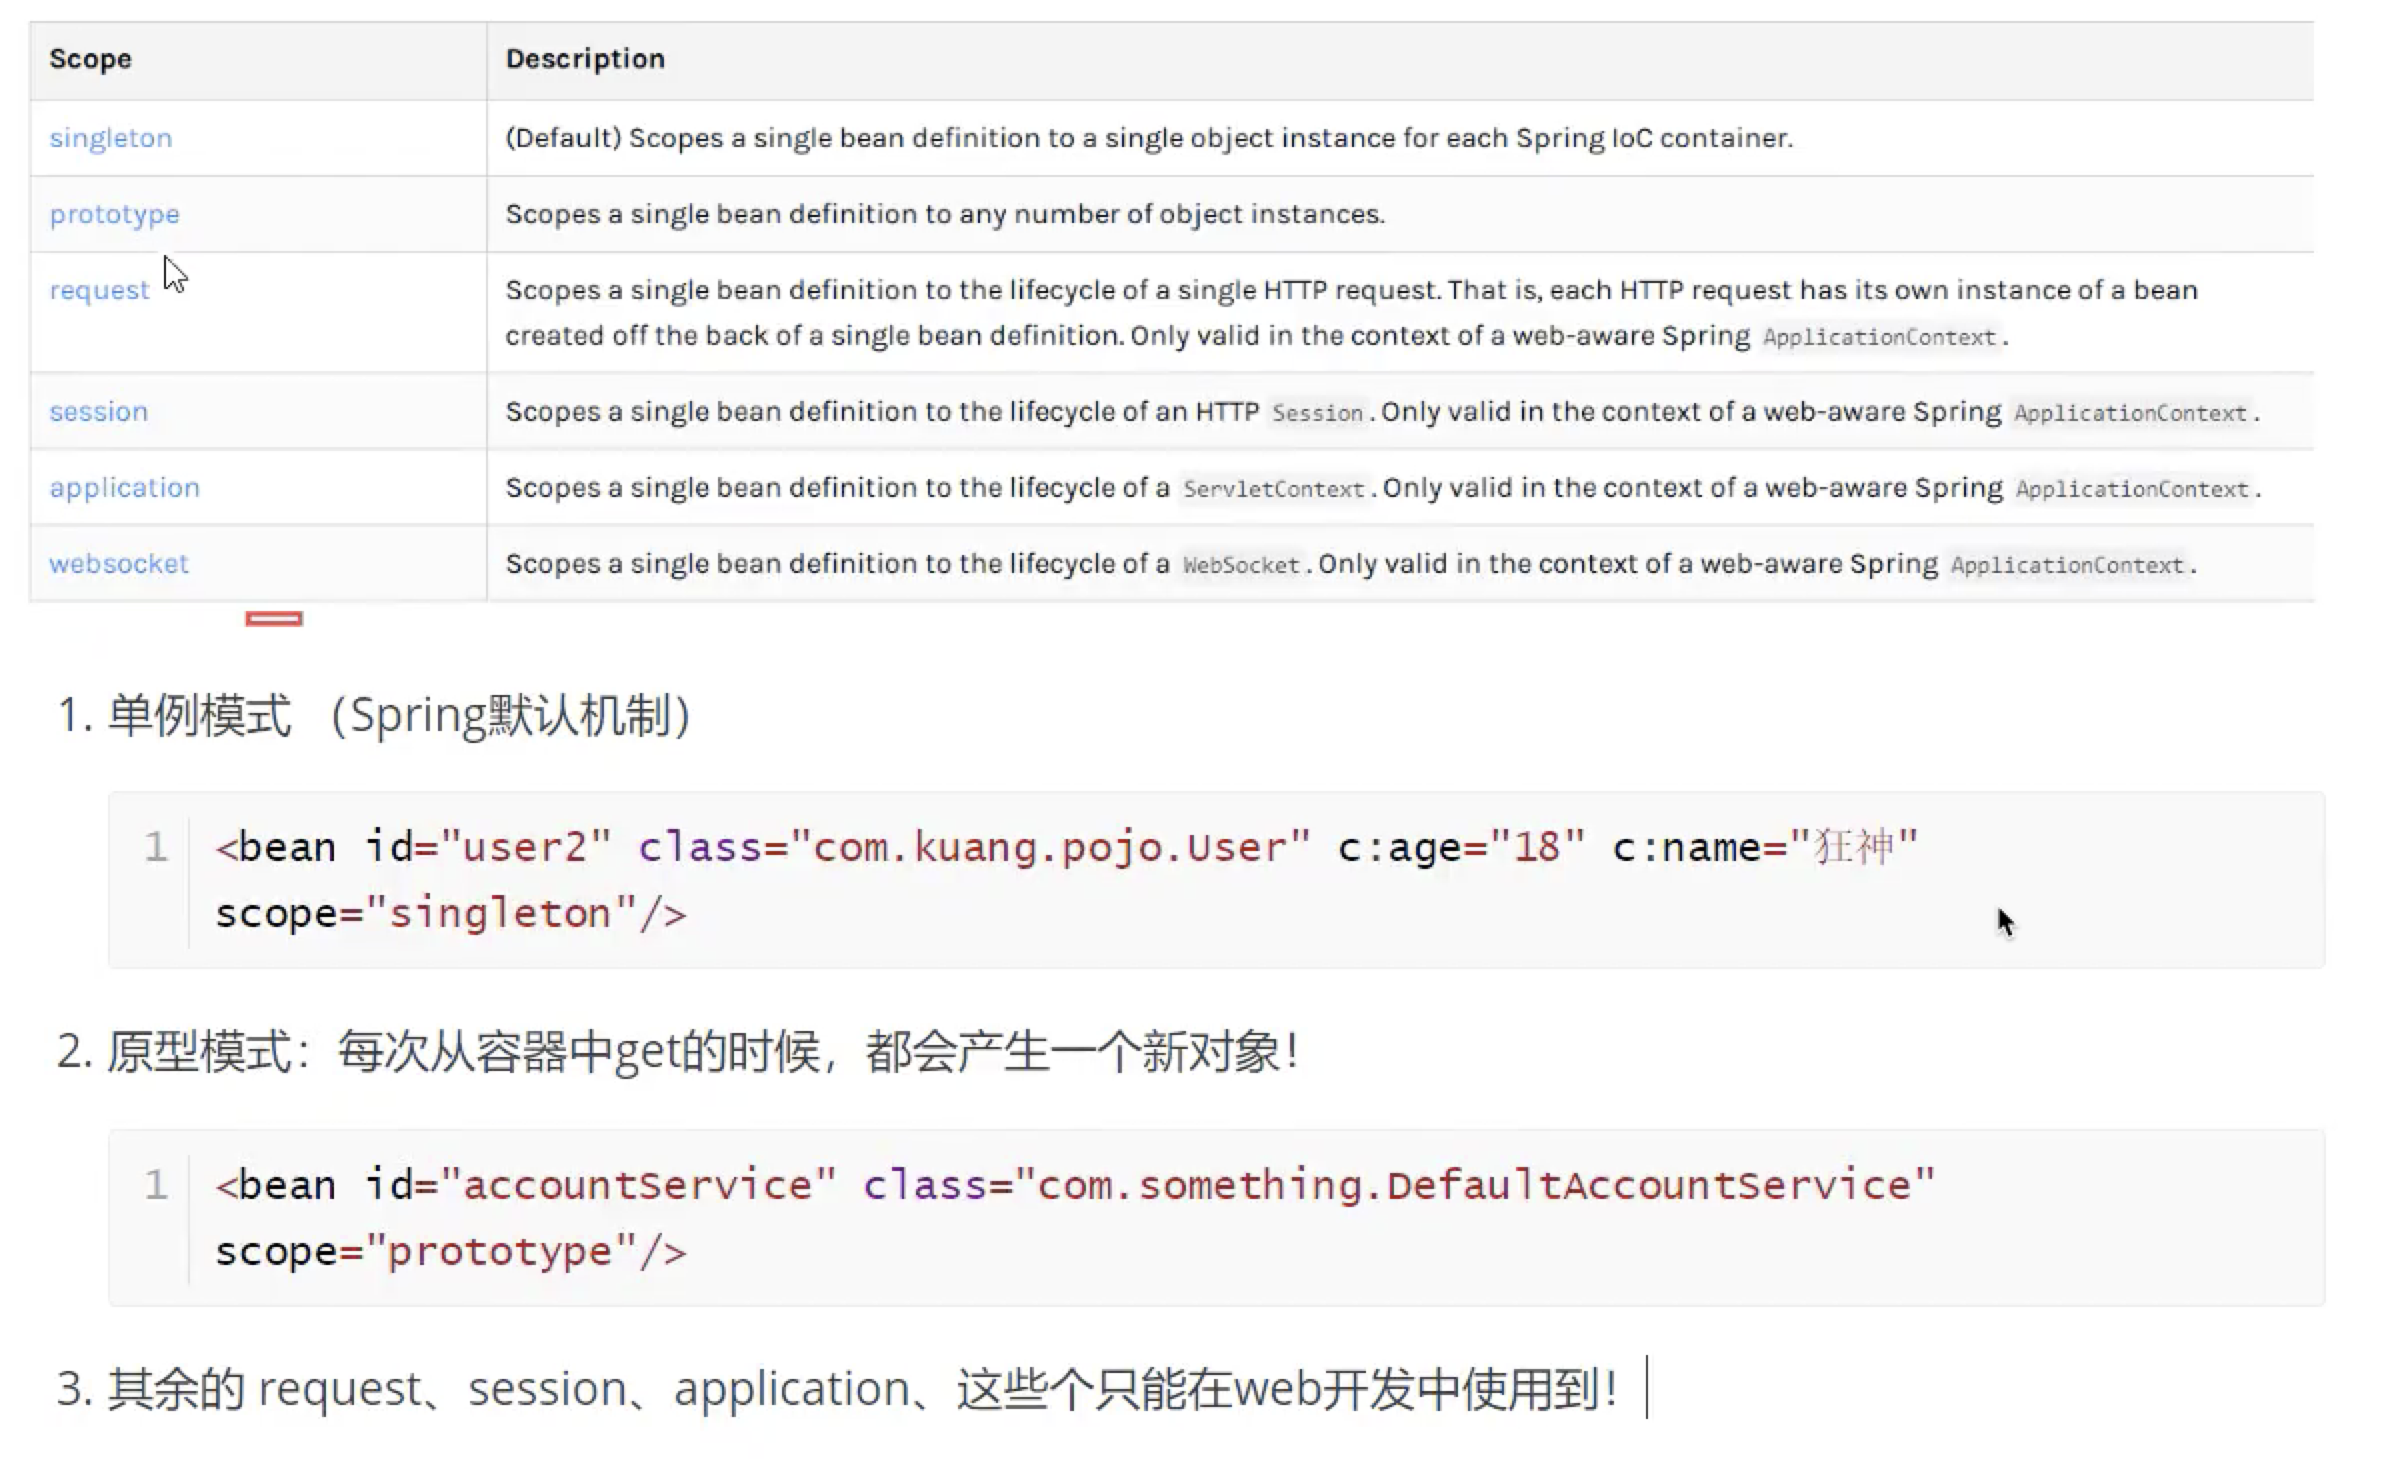 Scope Description
singleton (Default) Scopes a single bean definition to a single object instance for each Spring IoC container.
prototype Scopes a single bean definition to any number of object instances.
request Scopes a single bean definition to the lifecycle of a single HTTP request. That is, each HTTP request has its own instance of a bean
created off the back of a single bean definition. Only valid in the context of a web-aware Spring ApplicationContext.
session Scopes a single bean definition to the lifecycle of an HTTP Session. Only valid in the context of a web-aware Spring ApplicationContext.
application Scopes a single bean definition to the lifecycle of a ServletContext. Only valid in the context of a web-aware Spring ApplicationContext.
websocket Scopes a single bean definition to the lifecycle of a WebSocket. Only valid in the context of a web-aware Spring ApplicationContext.
1. 单例模式 （Spring默认机制）
1 <bean id="user2" class="com.kuang.pojo.User" c:age="18" c:name="狂神"
scope="singleton"/>
2. 原型模式：每次从容器中get的时候，都会产生一个新对象！
1 <bean id="accountService" class="com.something.DefaultAccountService"
scope="prototype"/>
3. 其余的 request、session、application、这些个只能在web开发中使用到！